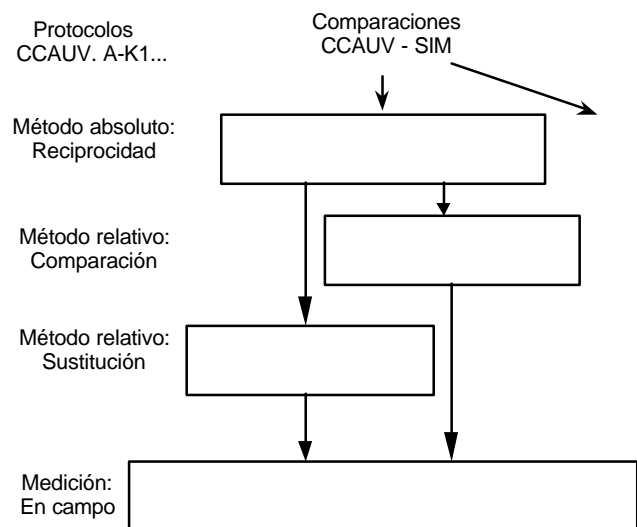 Protocolos
CCAUV. A-K1...
Comparaciones
CCAUV - SIM
Método absoluto:
Reciprocidad
Método relativo:
Comparación
Método relativo:
Sustitución
Medición:
En campo